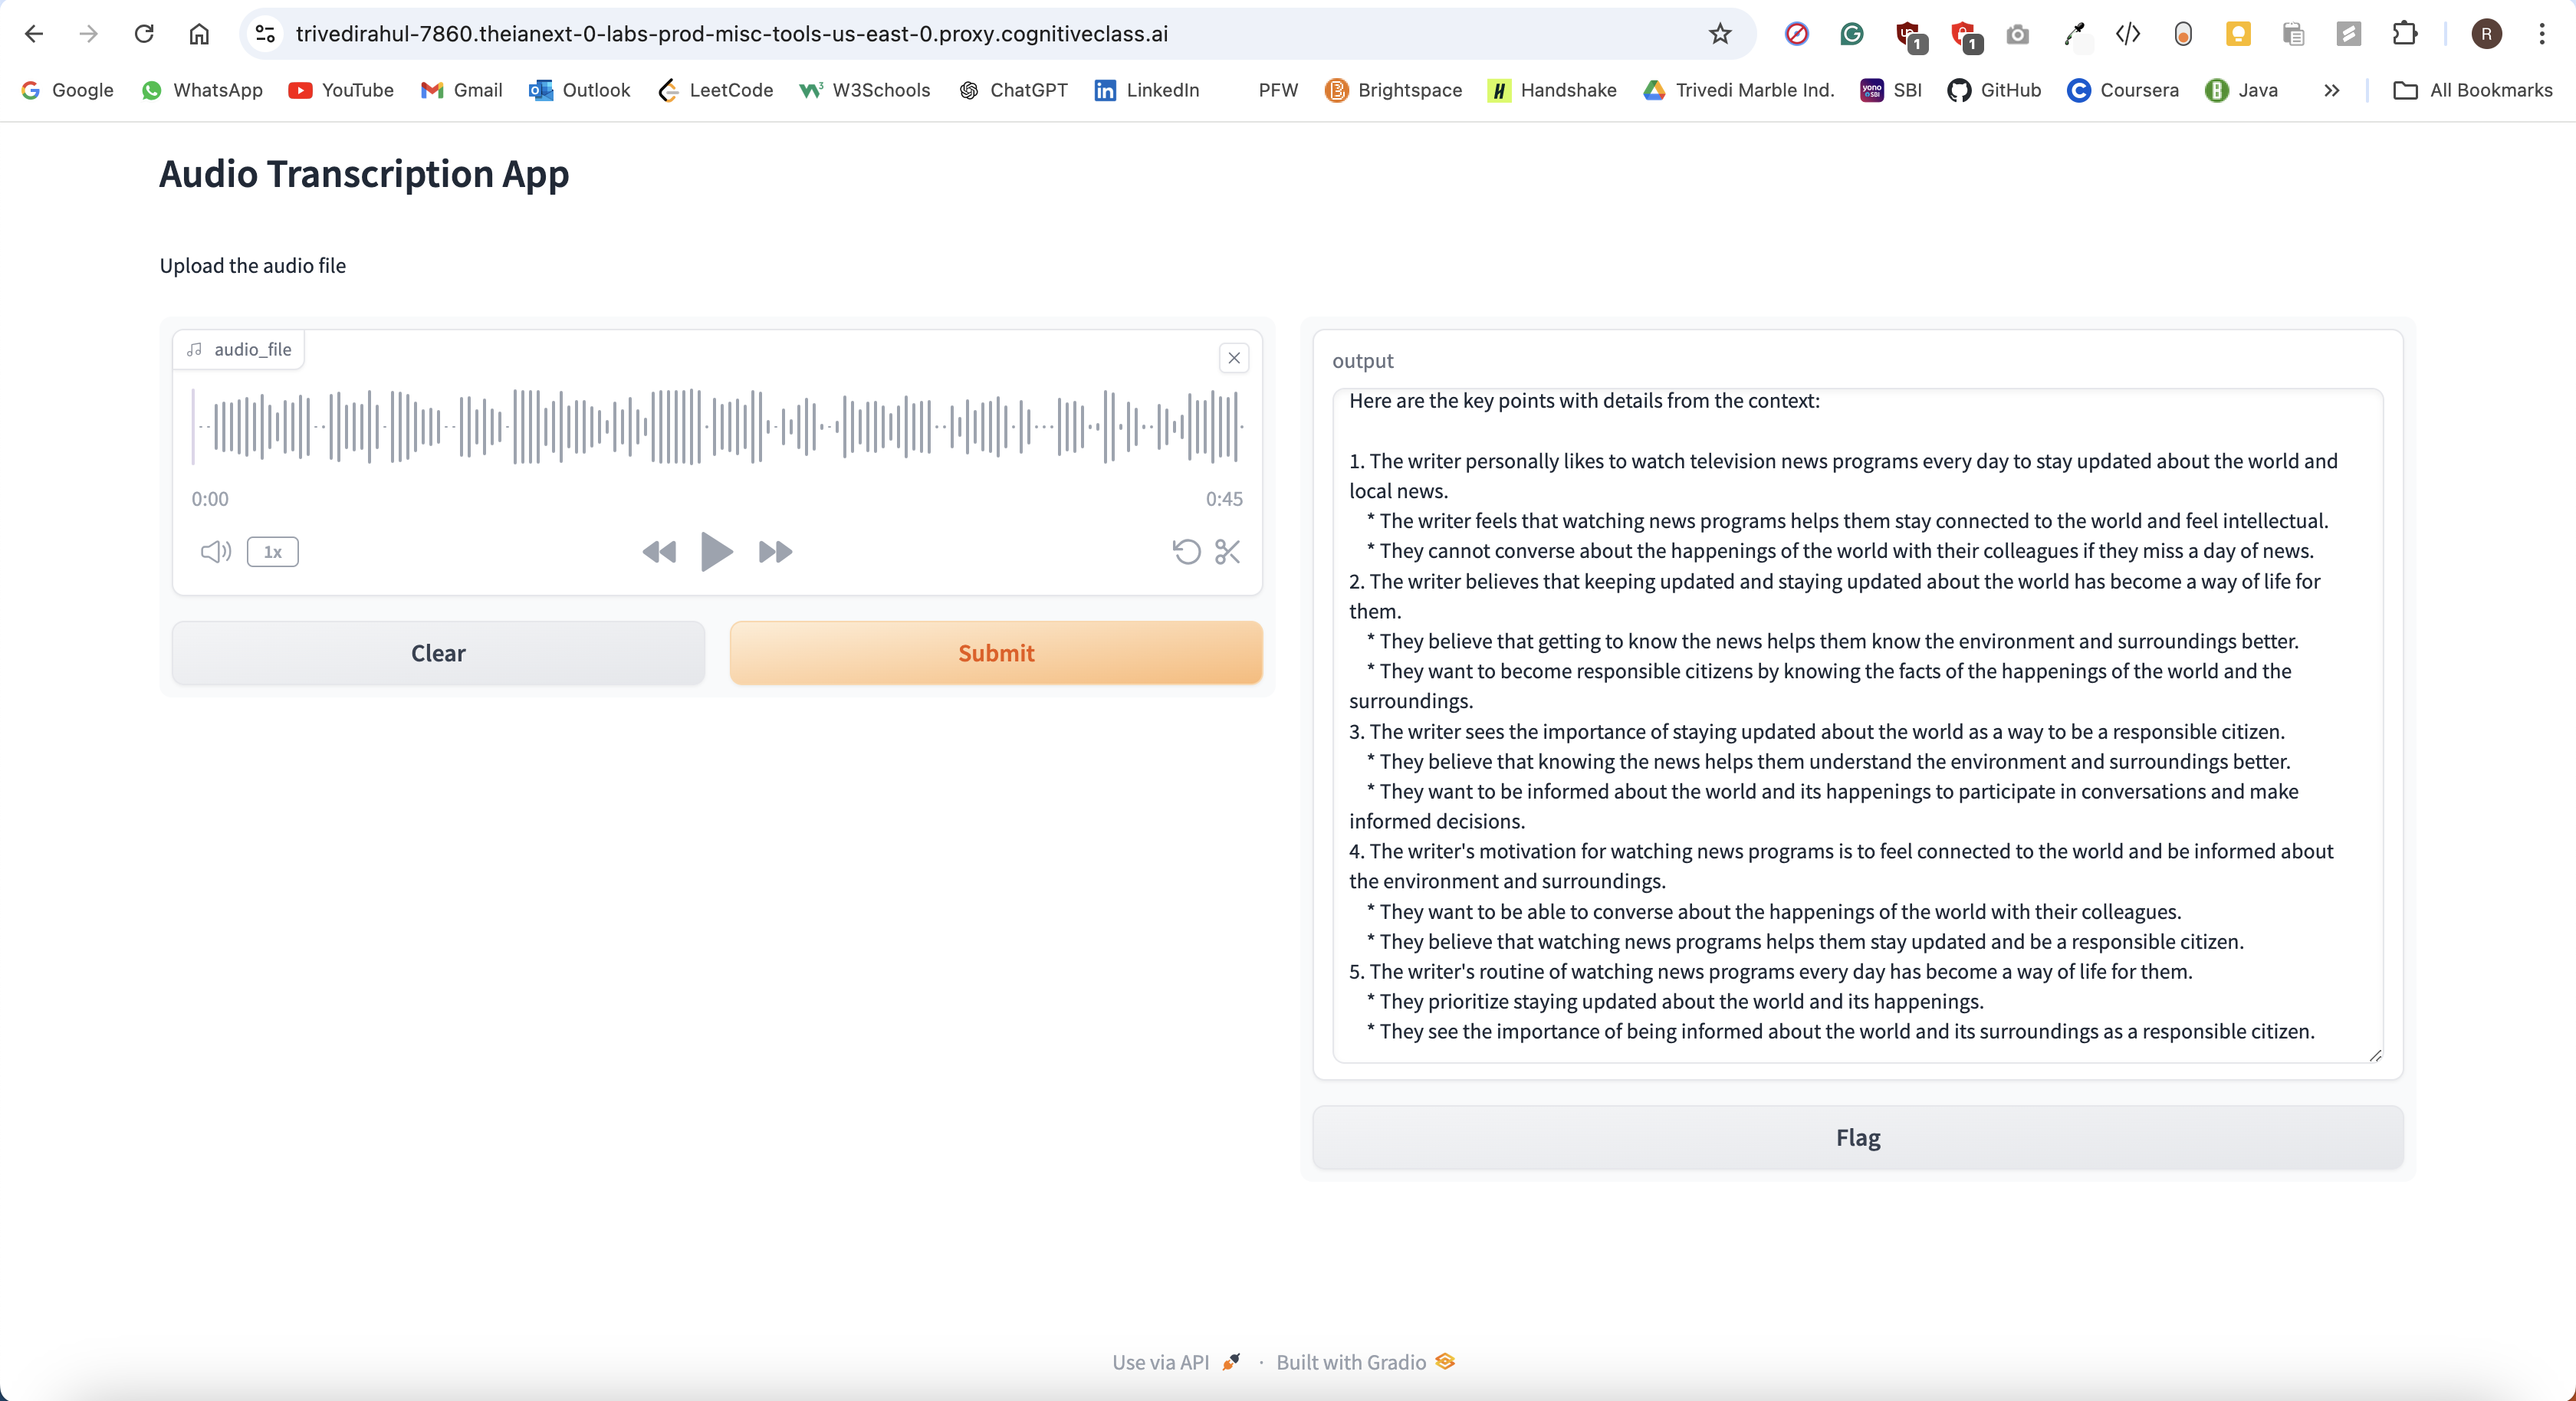 trivedirahul-7860.theianext-0-labs-prod-misc-tools-us-east-0.proxy.cognitiveclass.ai
1
1
R
Google
WhatsApp
YouTube
Gmail
Outlook
LeetCode
W3Schools
ChatGPT
LinkedIn
PFW
Brightspace
Handshake
Trivedi Marble Ind.
SBI
GitHub
Coursera
Java
All Bookmarks
Audio Transcription App
Upload the audio file
audio_file
0:00
0:45
1x
Clear
Submit
output
Here are the key points with details from the context:
1. The writer personally likes to watch television news programs every day to stay updated about the world and
local news.
* The writer feels that watching news programs helps them stay connected to the world and feel intellectual.
* They cannot converse about the happenings of the world with their colleagues if they miss a day of news.
2. The writer believes that keeping updated and staying updated about the world has become a way of life for
them.
* They believe that getting to know the news helps them know the environment and surroundings better.
* They want to become responsible citizens by knowing the facts of the happenings of the world and the
surroundings.
3. The writer sees the importance of staying updated about the world as a way to be a responsible citizen.
* They believe that knowing the news helps them understand the environment and surroundings better.
* They want to be informed about the world and its happenings to participate in conversations and make
informed decisions.
4. The writer's motivation for watching news programs is to feel connected to the world and be informed about
the environment and surroundings.
* They want to be able to converse about the happenings of the world with their colleagues.
* They believe that watching news programs helps them stay updated and be a responsible citizen.
5. The writer's routine of watching news programs every day has become a way of life for them.
* They prioritize staying updated about the world and its happenings.
* They see the importance of being informed about the world and its surroundings as a responsible citizen.
Flag
Use via API · Built with Gradio